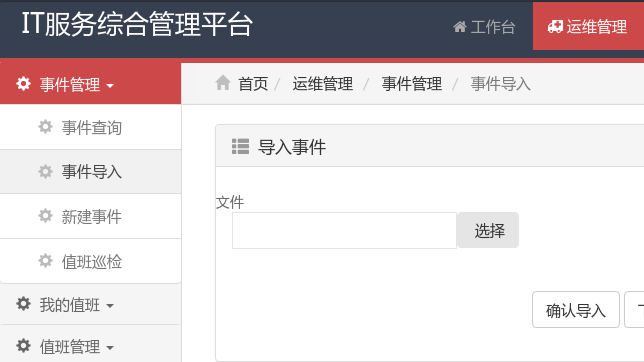 IT服务综合管理平台
工作台 运维管理
事件管理
首页 / 运维管理 / 事件管理 / 事件导入
事件查询
事件导入
新建事件
值班巡检
我的值班
值班管理
导入事件
文件
选择
确认导入